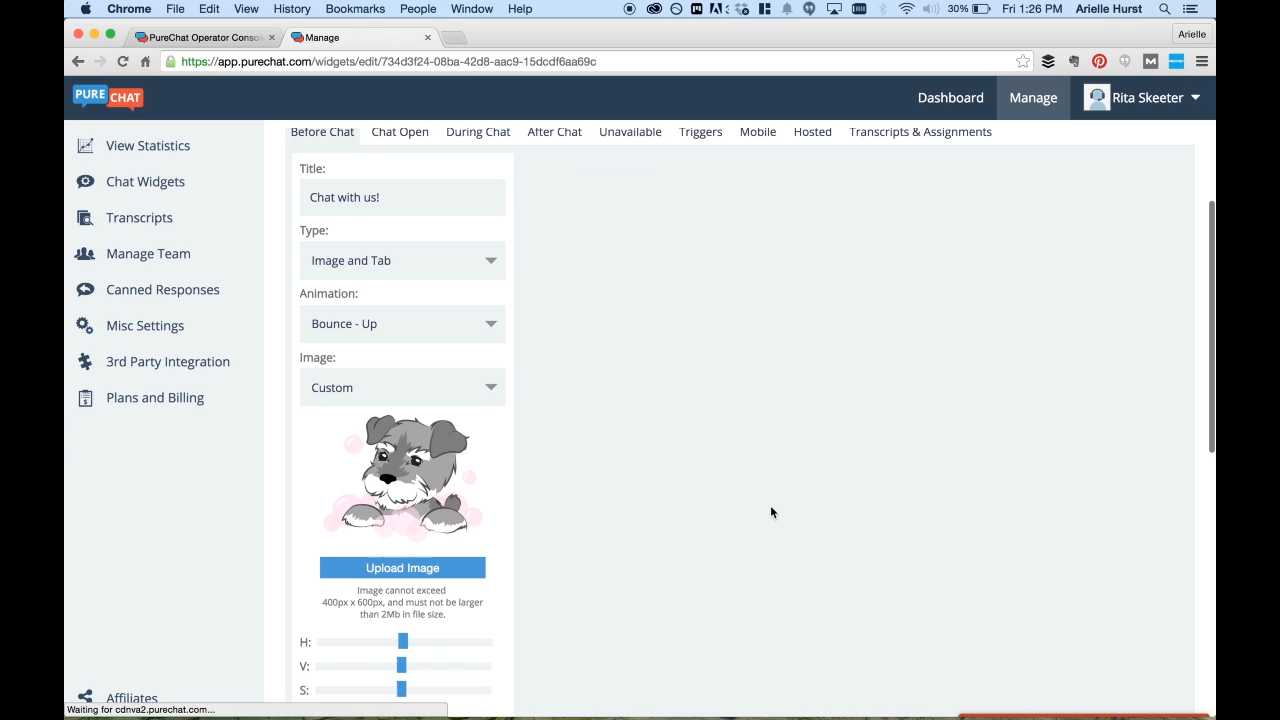 Chrome File Edit View History Bookmarks People Window Help 30% Fri 1:26 PM Arielle Hurst
PureChat Operator Consol Manage Arielle
https://app.purechat.com/widgets/edit/734d3f24-08ba-42d6-aac9-15dcdf6aa69c
PURE CHAT Dashboard Manage Rita Skeeter
Before Chat Chat Open During Chat After Chat Unavailable Triggers Mobile Hosted Transcripts & Assignments
View Statistics
Chat Widgets
Transcripts
Manage Team
Canned Responses
Misc Settings
3rd Party Integration
Plans and Billing
Affiliates
Title:
Chat with us!
Type:
Image and Tab
Animation:
Bounce - Up
Image:
Custom
Upload Image
Image cannot exceed
400px x 600px, and must not be larger
than 2Mb in file size.
H:
V:
S:
Waiting for cdnva2.purechat.com...